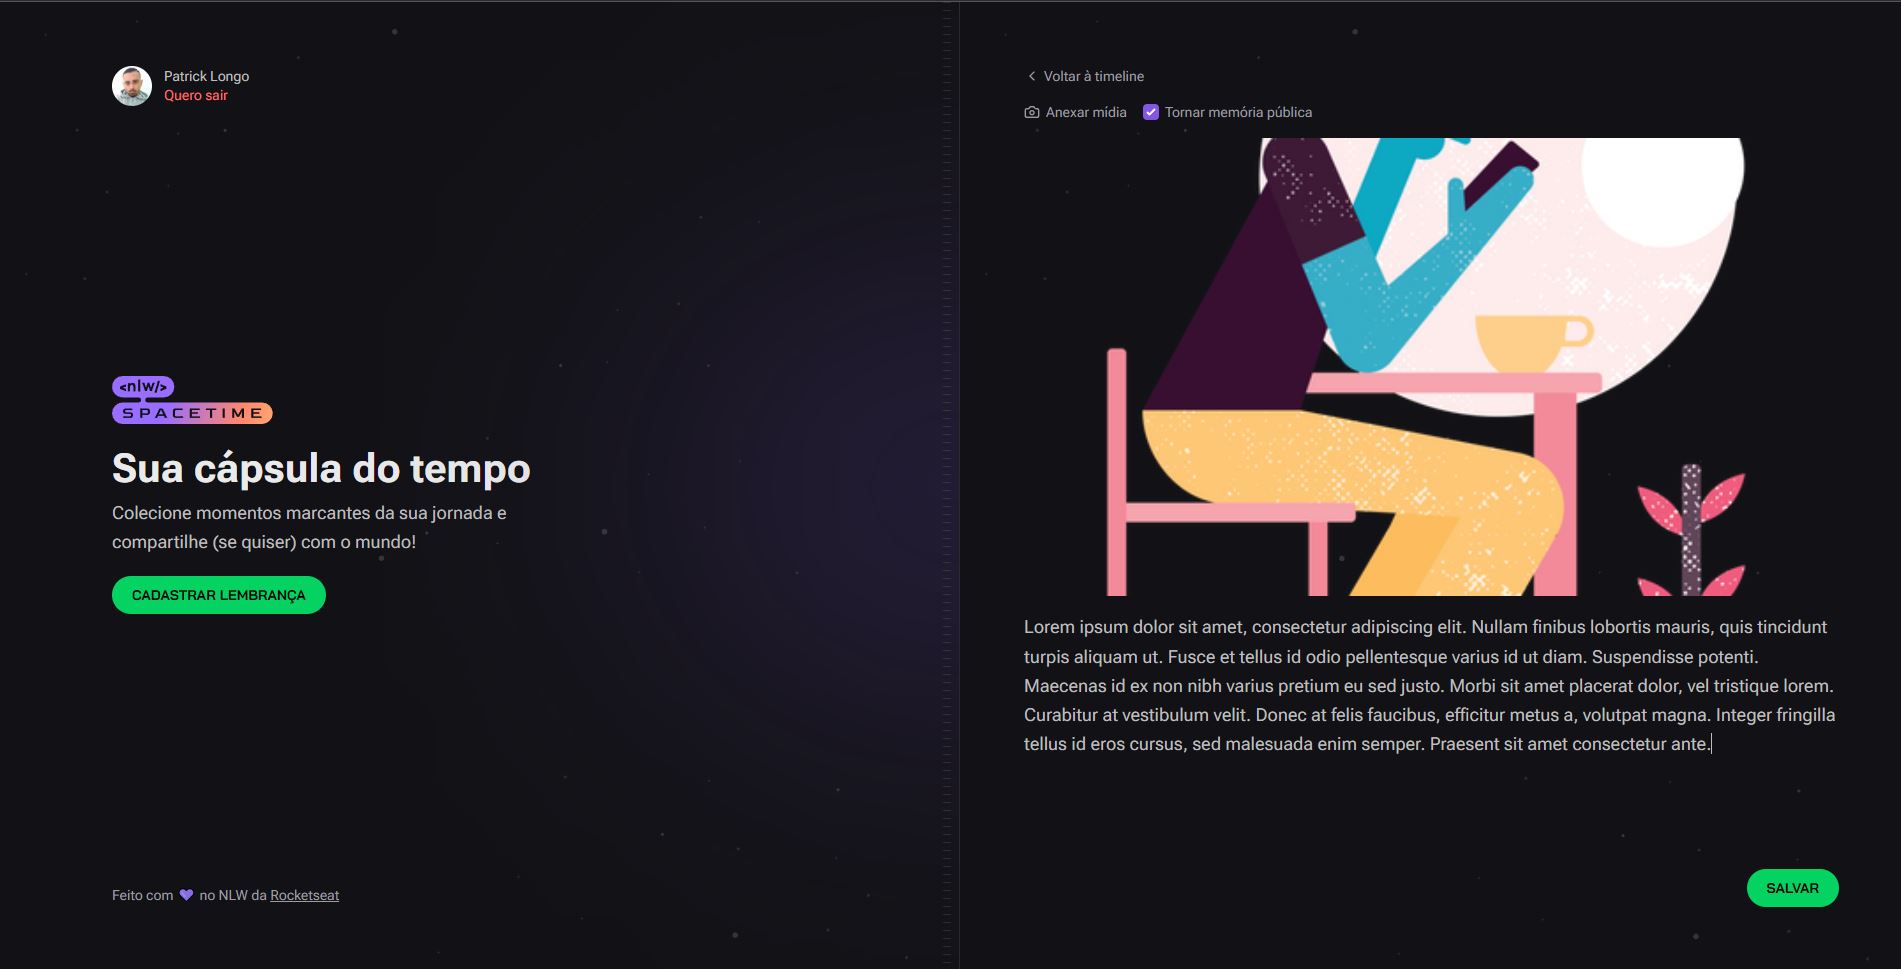 Patrick Longo
Quero sair
<nlw/>
SPACETIME
Sua cápsula do tempo
Colecione momentos marcantes da sua jornada e
compartilhe (se quiser) com o mundo!
CADASTRAR LEMBRANÇA
Feito com 💜 no NLW da Rocketseat
Voltar à timeline
Anexar mídia Tornar memória pública
Lorem ipsum dolor sit amet, consectetur adipiscing elit. Nullam finibus lobortis mauris, quis tincidunt
turpis aliquam ut. Fusce et tellus id odio pellentesque varius id ut diam. Suspendisse potenti.
Maecenas id ex non nibh varius pretium eu sed justo. Morbi sit amet placerat dolor, vel tristique lorem.
Curabitur at vestibulum velit. Donec at felis faucibus, efficitur metus a, volutpat magna. Integer fringilla
tellus id eros cursus, sed malesuada enim semper. Praesent sit amet consectetur ante.
SALVAR